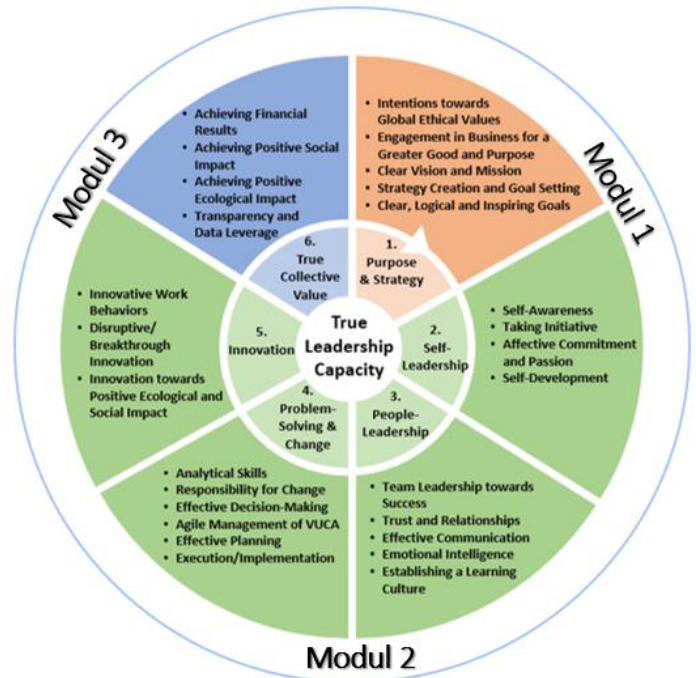 Modul 3
Modul 1
Modul 2
True
Leadership
Capacity
1.
Purpose
& Strategy
• Intentions towards
Global Ethical Values
• Engagement in Business for a
Greater Good and Purpose
• Clear Vision and Mission
• Strategy Creation and Goal Setting
• Clear, Logical and Inspiring Goals
2.
Self-
Leadership
• Self-Awareness
• Taking Initiative
• Affective Commitment
and Passion
• Self-Development
3.
People-
Leadership
• Team Leadership towards
Success
• Trust and Relationships
• Effective Communication
• Emotional Intelligence
• Establishing a Learning
Culture
4.
Problem-
Solving &
Change
• Analytical Skills
• Responsibility for Change
• Effective Decision-Making
• Agile Management of VUCA
• Effective Planning
• Execution/Implementation
5.
Innovation
• Innovative Work
Behaviors
• Disruptive/
Breakthrough
Innovation
• Innovation towards
Positive Ecological and
Social Impact
6.
True
Collective
Value
• Achieving Financial
Results
• Achieving Positive Social
Impact
• Achieving Positive
Ecological Impact
• Transparency and
Data Leverage